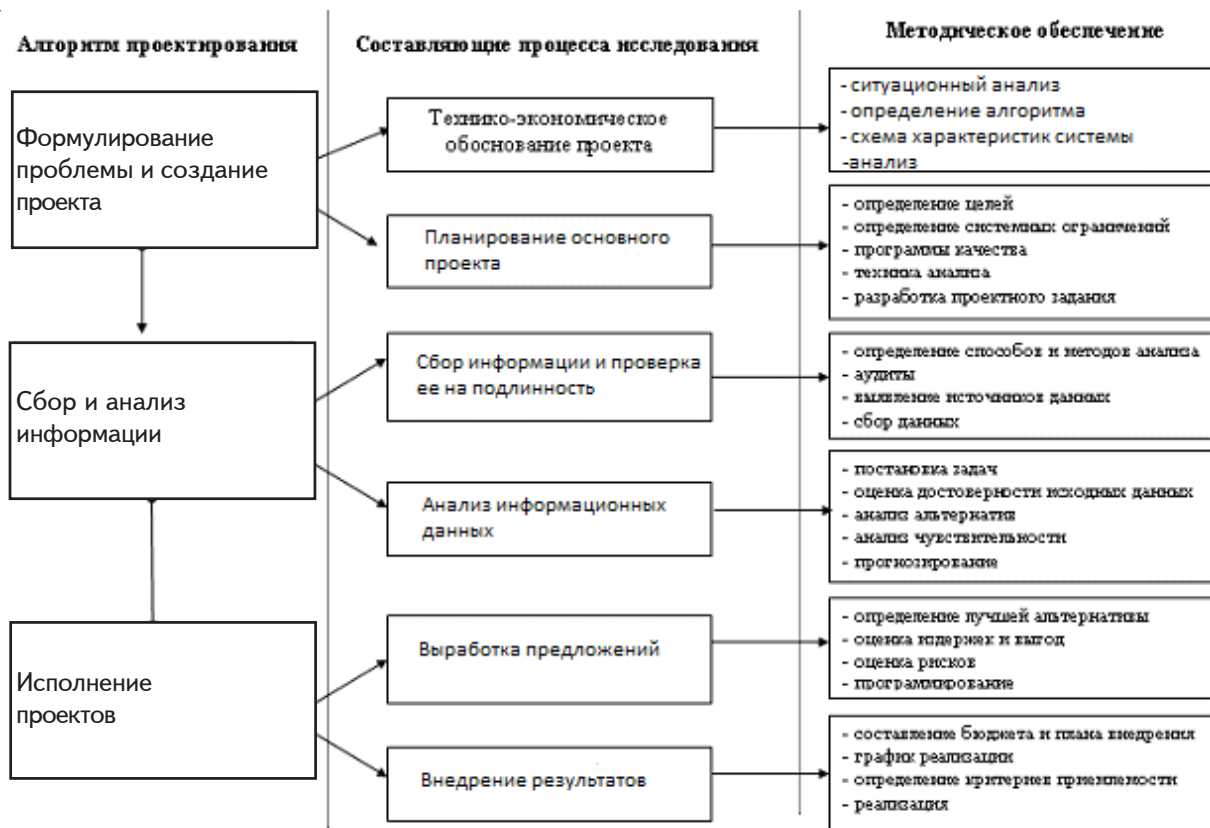 Алгоритм проектирования
Составляющие процесса исследования
Методическое обеспечение
Формулирование
проблемы и создание
проекта
Технико-экономическое
обоснование проекта
- ситуационный анализ
- определение алгоритма
- схема характеристик системы
-анализ
Планирование основного
проекта
- определение целей
- определение системных ограничений
- программы качества
- техника анализа
- разработка проектного задания
Сбор и анализ
информации
Сбор информации и проверка
ее на подлинность
- определение способов и методов анализа
- аудиты
- выявление источников данных
- сбор данных
Анализ информационных
данных
- постановка задач
- оценка достоверности исходных данных
- анализ альтернатив
- анализ чувствительности
- прогнозирование
Исполнение
проектов
Выработка предложений
- определение лучшей альтернативы
- оценка издержек и выгод
- оценка рисков
- программирование
Внедрение результатов
- составление бюджета и плана внедрения
- график реализации
- определение критериев приемлемости
- реализация